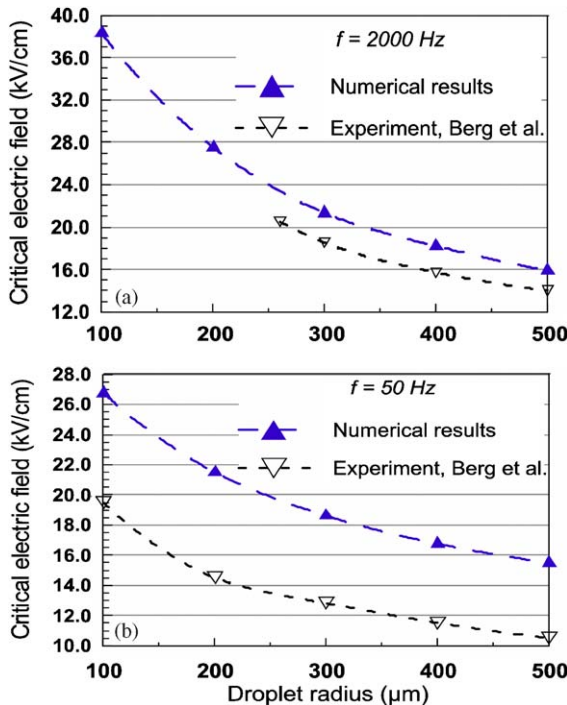 Critical electric field (kV/cm)
40.0
36.0
32.0
28.0
24.0
20.0
16.0
12.0
f = 2000 Hz
Numerical results
Experiment, Berg et al.
(a)
100 200 300 400 500
Critical electric field (kV/cm)
28.0
26.0
24.0
22.0
20.0
18.0
16.0
14.0
12.0
10.0
f = 50 Hz
Numerical results
Experiment, Berg et al.
(b)
100 200 300 400 500
Droplet radius (μm)